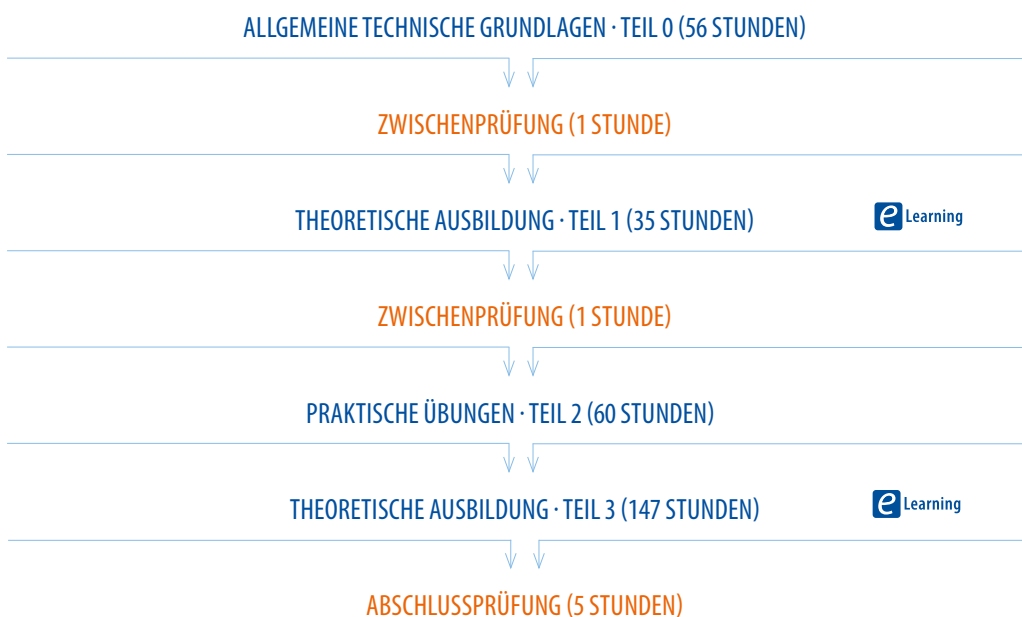 ALLGEMEINE TECHNISCHE GRUNDLAGEN · TEIL 0 (56 STUNDEN)
ZWISCHENPRÜFUNG (1 STUNDE)
THEORETISCHE AUSBILDUNG · TEIL 1 (35 STUNDEN) e Learning
ZWISCHENPRÜFUNG (1 STUNDE)
PRAKTISCHE ÜBUNGEN · TEIL 2 (60 STUNDEN)
THEORETISCHE AUSBILDUNG · TEIL 3 (147 STUNDEN) e Learning
ABSCHLUSSPRÜFUNG (5 STUNDEN)